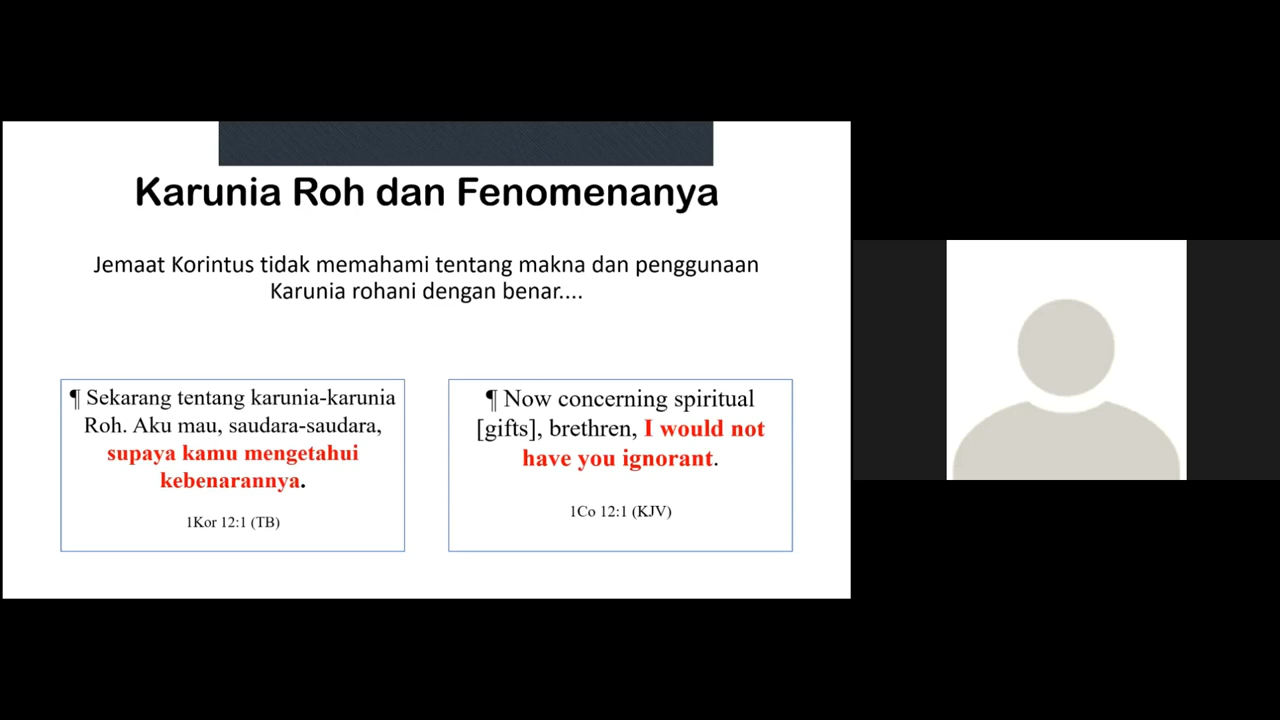 Karunia Roh dan Fenomenanya
Jemaat Korintus tidak memahami tentang makna dan penggunaan
Karunia rohani dengan benar....
¶ Sekarang tentang karunia-karunia
Roh. Aku mau, saudara-saudara,
supaya kamu mengetahui
kebenarannya.
1Kor 12:1 (TB)
¶ Now concerning spiritual
[gifts], brethren, I would not
have you ignorant.
1Co 12:1 (KJV)